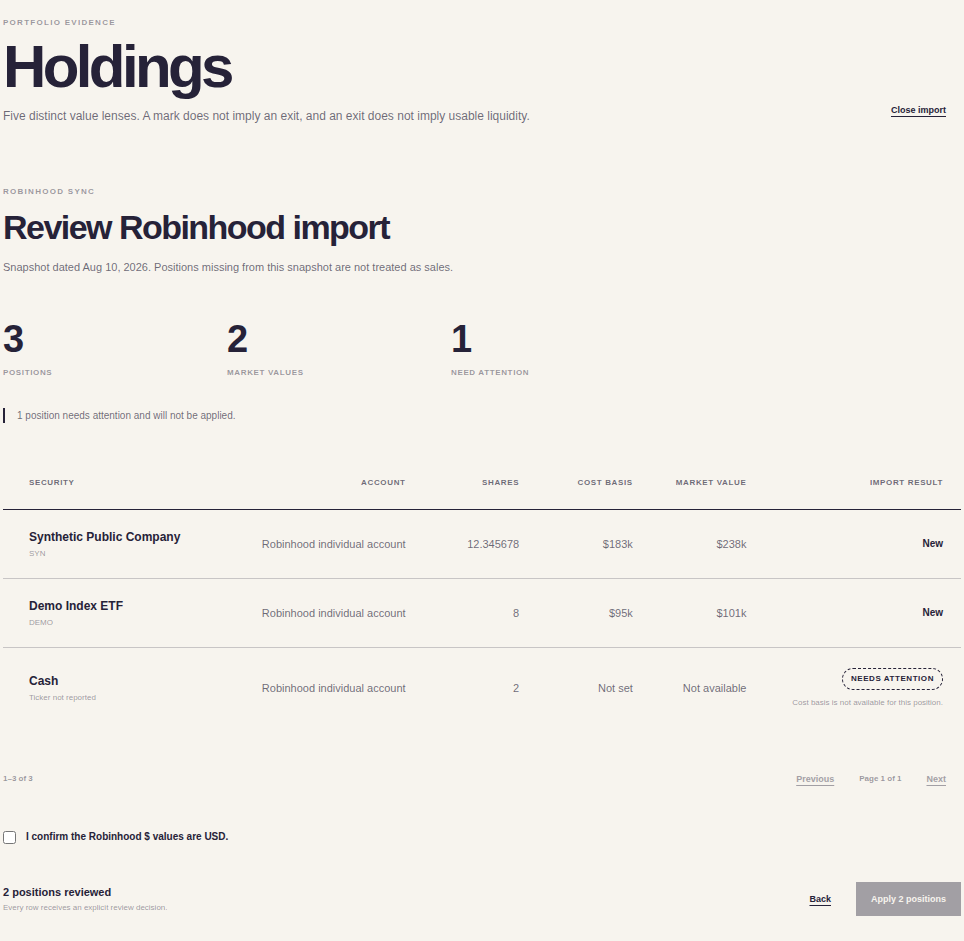 PORTFOLIO EVIDENCE
Holdings
Five distinct value lenses. A mark does not imply an exit, and an exit does not imply usable liquidity.
Close import
ROBINHOOD SYNC
Review Robinhood import
Snapshot dated Aug 10, 2026. Positions missing from this snapshot are not treated as sales.
3 2 1
POSITIONS MARKET VALUES NEED ATTENTION
1 position needs attention and will not be applied.
SECURITY ACCOUNT SHARES COST BASIS MARKET VALUE IMPORT RESULT
Synthetic Public Company
SYN
Robinhood individual account 12.345678 $183k $238k New
Demo Index ETF
DEMO
Robinhood individual account 8 $95k $101k New
Cash
Ticker not reported
Robinhood individual account 2 Not set Not available
NEEDS ATTENTION
Cost basis is not available for this position.
1–3 of 3 Previous Page 1 of 1 Next
I confirm the Robinhood $ values are USD.
2 positions reviewed
Every row receives an explicit review decision.
Back Apply 2 positions